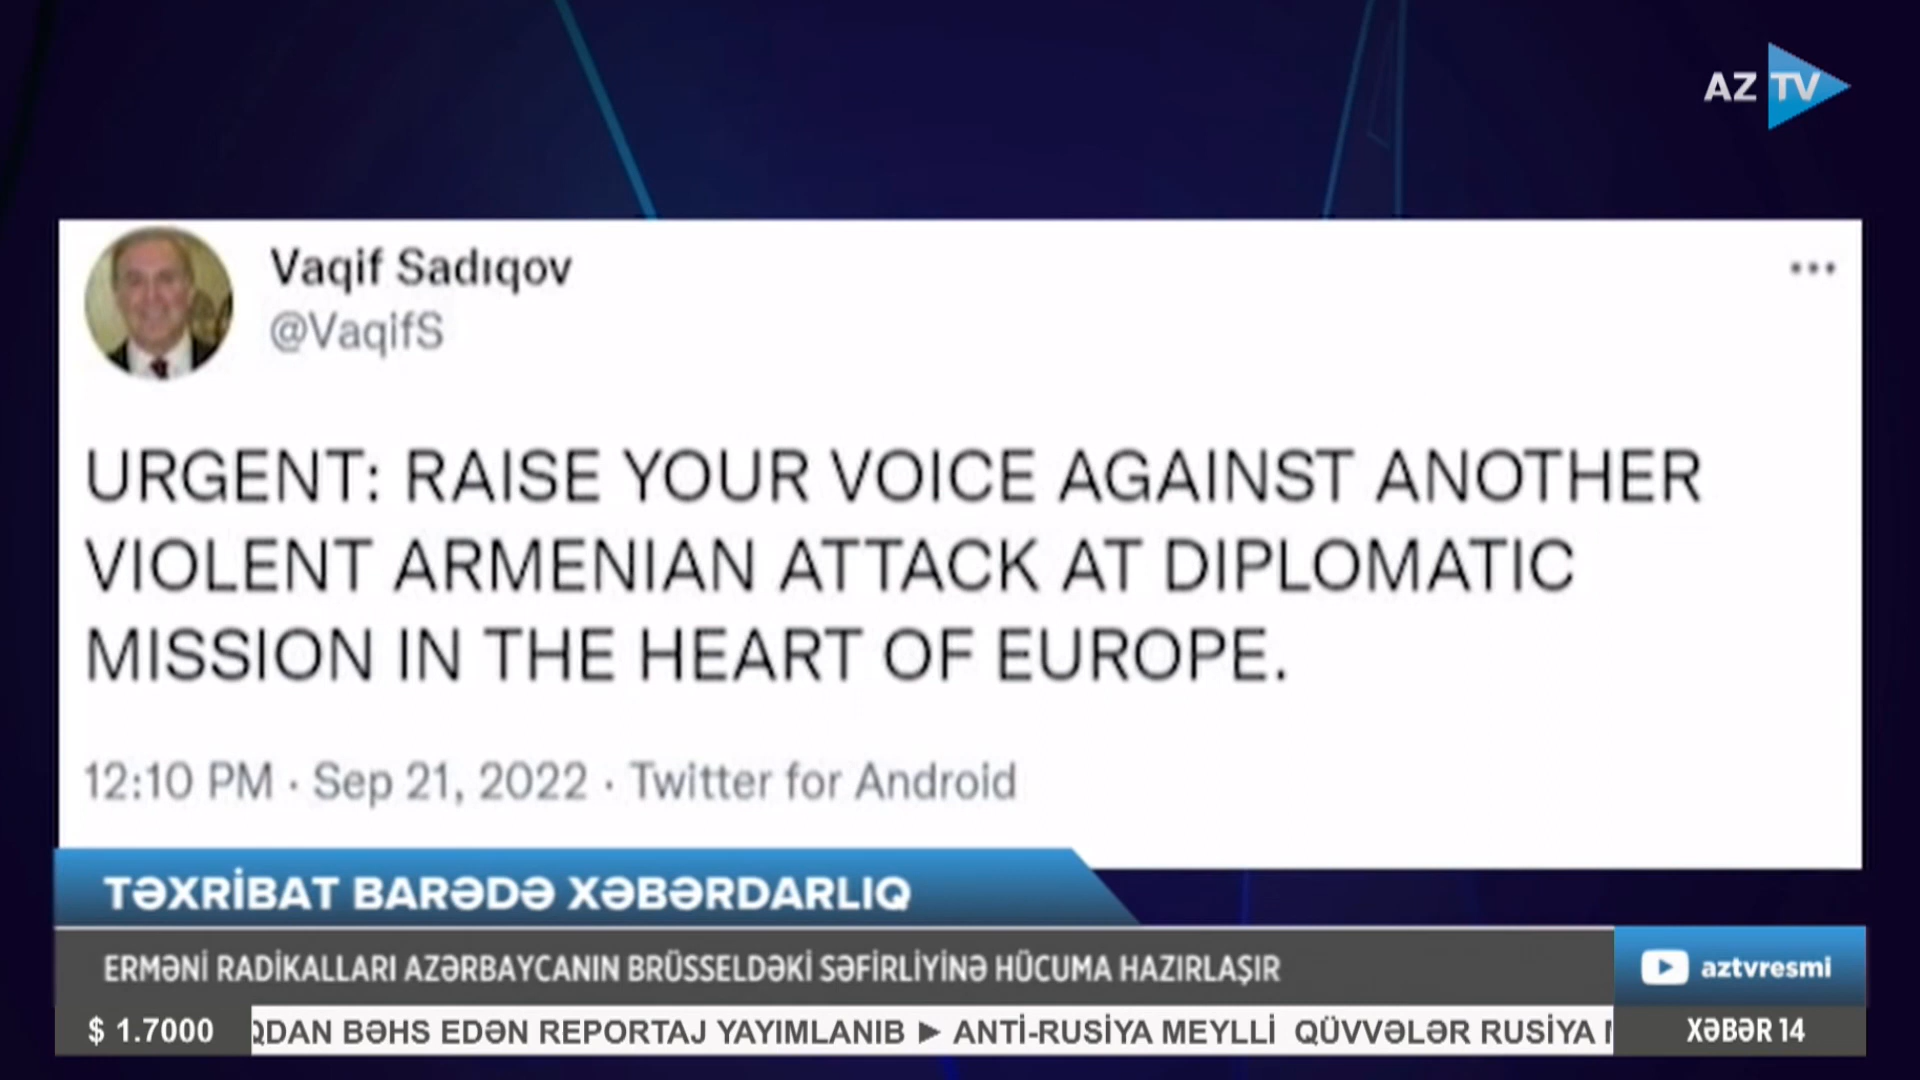 AZ TV
Vaqif Sadıqov
@VaqifS
URGENT: RAISE YOUR VOICE AGAINST ANOTHER
VIOLENT ARMENIAN ATTACK AT DIPLOMATIC
MISSION IN THE HEART OF EUROPE.
12:10 PM · Sep 21, 2022 · Twitter for Android
TƏXRİBAT BARƏDƏ XƏBƏRDARLIQ
ERMƏNİ RADİKALLARI AZƏRBAYCANIN BRÜSSELDƏKİ SƏFİRLİYİNƏ HÜCUMA HAZIRLAŞIR
aztvresmi
$ 1.7000
QDAN BƏHS EDƏN REPORTAJ YAYIMLANIB ► ANTİ-RUSİYA MEYLLİ QÜVVƏLƏR RUSİYA
XƏBƏR 14